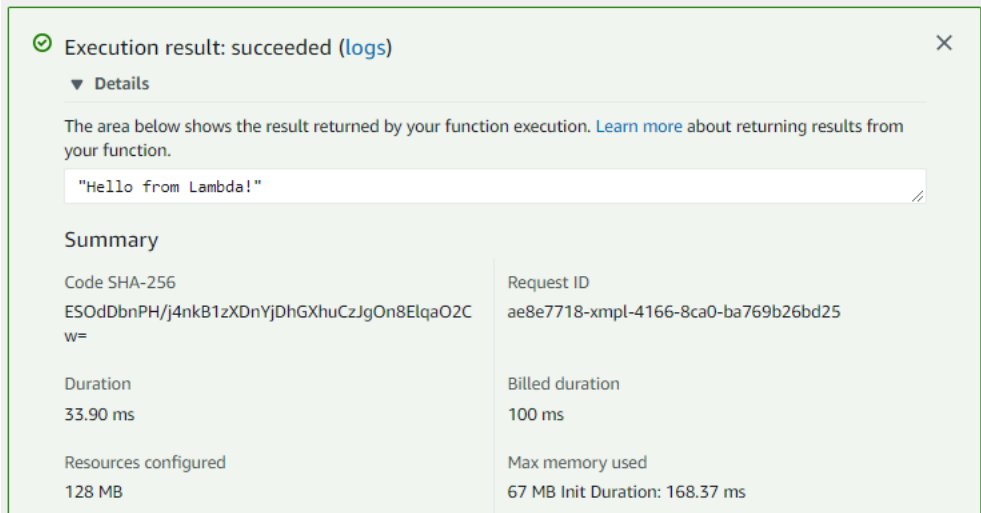 Execution result: succeeded (logs)
Details
The area below shows the result returned by your function execution. Learn more about returning results from
your function.
"Hello from Lambda!"
Summary
Code SHA-256
ESOdDbnPH/j4nkB1zXDnYjDhGXhuCzJgOn8ElqaO2C
w=
Request ID
ae8e7718-xmpl-4166-8ca0-ba769b26bd25
Duration
33.90 ms
Billed duration
100 ms
Resources configured
128 MB
Max memory used
67 MB Init Duration: 168.37 ms